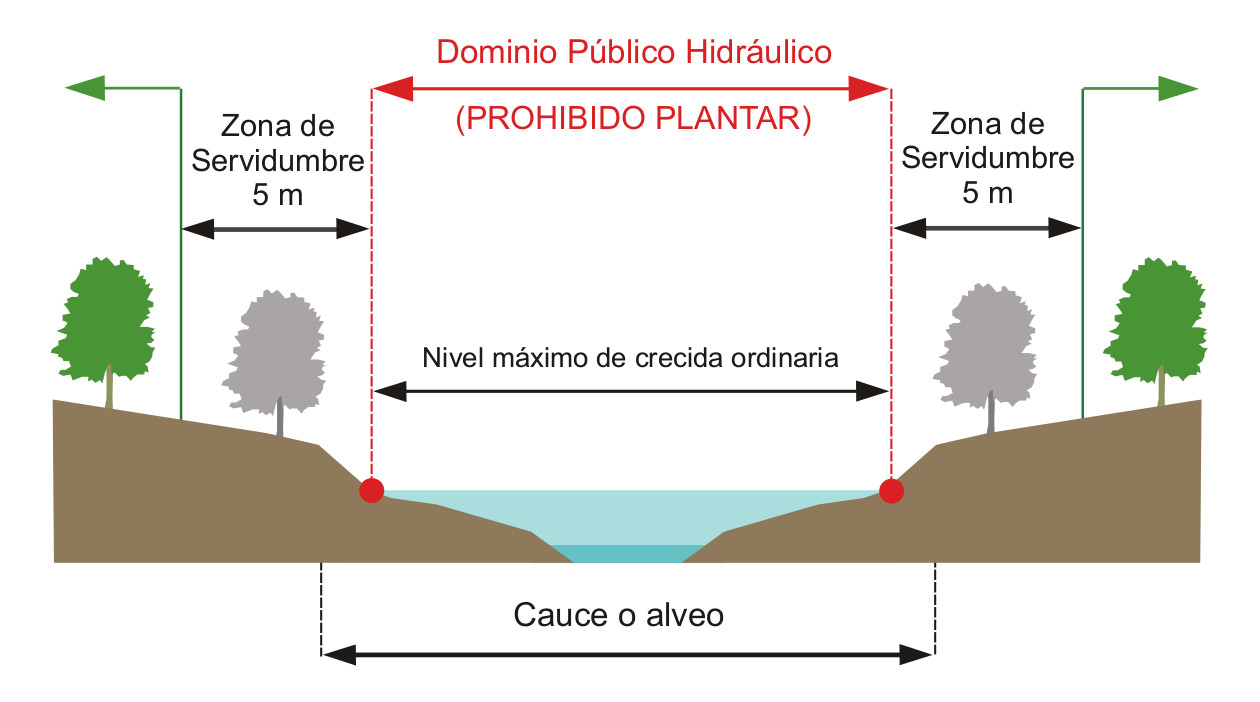 Dominio Público Hidráulico
(PROHIBIDO PLANTAR)
Zona de
Servidumbre
5 m
Zona de
Servidumbre
5 m
Nivel máximo de crecida ordinaria
Cauce o alveo